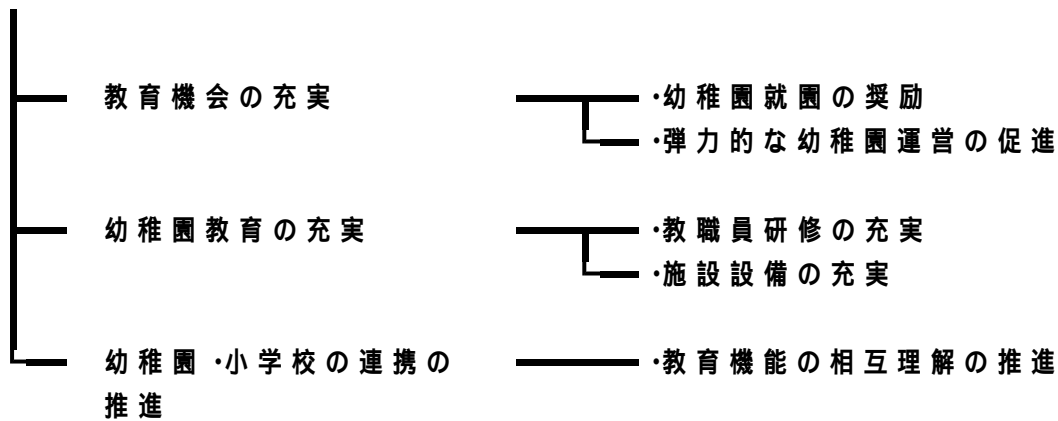 教育機会の充実
・幼稚園就園の奨励
・弾力的な幼稚園運営の促進
幼稚園教育の充実
・教職員研修の充実
・施設設備の充実
幼稚園・小学校の連携の
推進
・教育機能の相互理解の推進